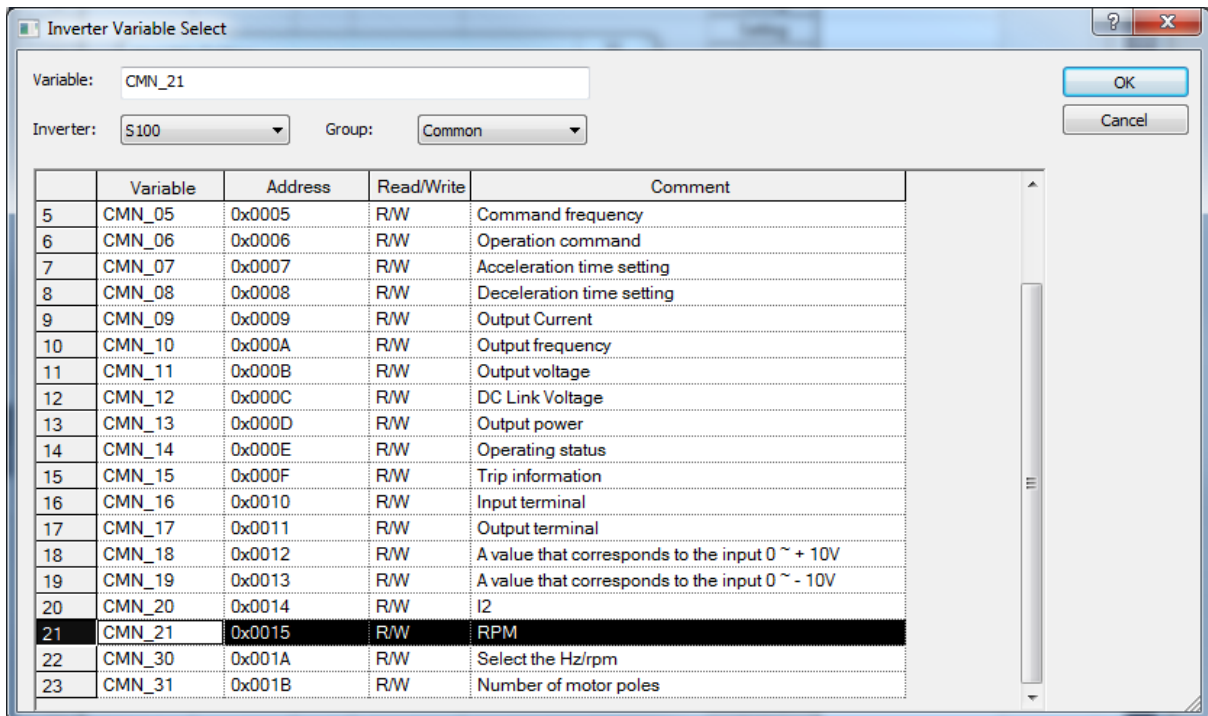 Inverter Variable Select
Variable: CMN_21 OK
Inverter: S100 Group: Common Cancel
Variable Address Read/Write Comment
5 CMN_05 0x0005 R/W Command frequency
6 CMN_06 0x0006 R/W Operation command
7 CMN_07 0x0007 R/W Acceleration time setting
8 CMN_08 0x0008 R/W Deceleration time setting
9 CMN_09 0x0009 R/W Output Current
10 CMN_10 0x000A R/W Output frequency
11 CMN_11 0x000B R/W Output voltage
12 CMN_12 0x000C R/W DC Link Voltage
13 CMN_13 0x000D R/W Output power
14 CMN_14 0x000E R/W Operating status
15 CMN_15 0x000F R/W Trip information
16 CMN_16 0x0010 R/W Input terminal
17 CMN_17 0x0011 R/W Output terminal
18 CMN_18 0x0012 R/W A value that corresponds to the input 0 ~ + 10V
19 CMN_19 0x0013 R/W A value that corresponds to the input 0 ~ - 10V
20 CMN_20 0x0014 R/W I2
21 CMN_21 0x0015 R/W RPM
22 CMN_30 0x001A R/W Select the Hz/rpm
23 CMN_31 0x001B R/W Number of motor poles